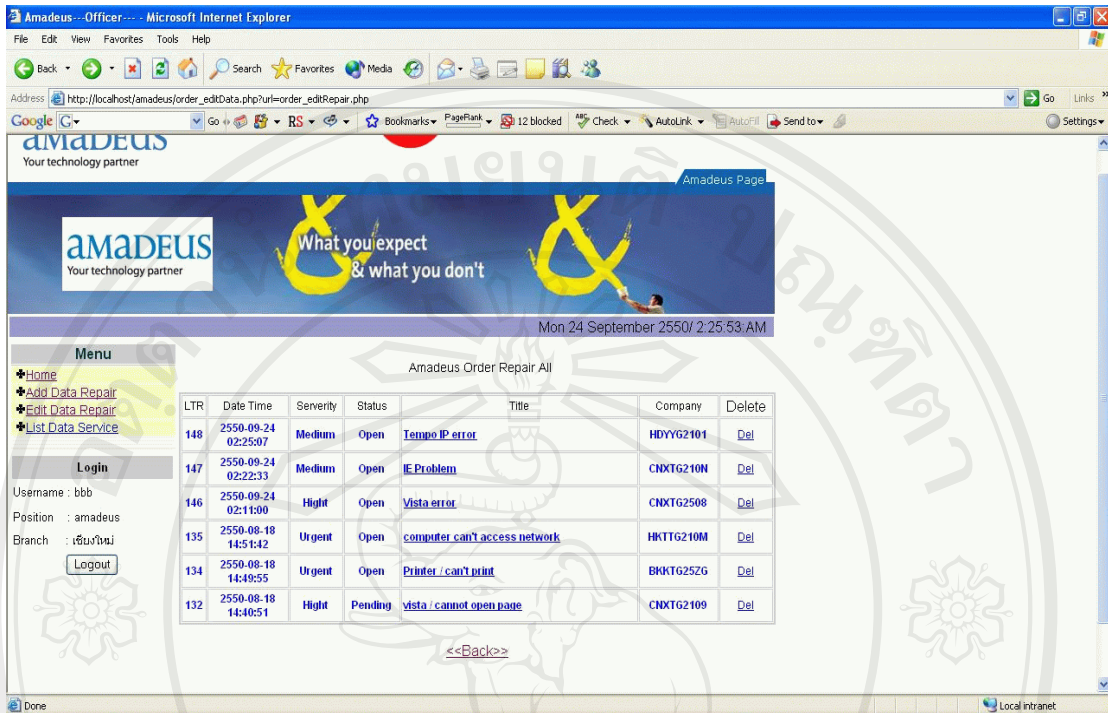 Amadeus---Officer--- - Microsoft Internet Explorer
File Edit View Favorites Tools Help
Back Search Favorites Media
Address http://localhost/amadeus/order_editData.php?url=order_editRepair.php Go Links »
Google G Go RS Bookmarks PageRank 12 blocked ABC Check AutoLink AutoFill Send to Settings
amadeus
Your technology partner
Amadeus Page
amadeus
Your technology partner
What you expect
& what you don't
Mon 24 September 2550/ 2:25:53:AM
Menu
Home
Add Data Repair
Edit Data Repair
List Data Service
Login
Username : bbb
Position : amadeus
Branch : เชียงใหม่
Logout
Amadeus Order Repair All
LTR Date Time Serverity Status Title Company Delete
148 2550-09-24 02:25:07 Medium Open Tempo IP error HDYYG2101 Del
147 2550-09-24 02:22:33 Medium Open IE Problem CNXTG210N Del
146 2550-09-24 02:11:00 Hight Open Vista error CNXTG2508 Del
135 2550-08-18 14:51:42 Urgent Open computer can't access network HKTTG210M Del
134 2550-08-18 14:49:55 Urgent Open Printer / can't print BKKTG25ZG Del
132 2550-08-18 14:40:51 Hight Pending vista / cannot open page CNXTG2109 Del
<<Back>>
Done
Local intranet